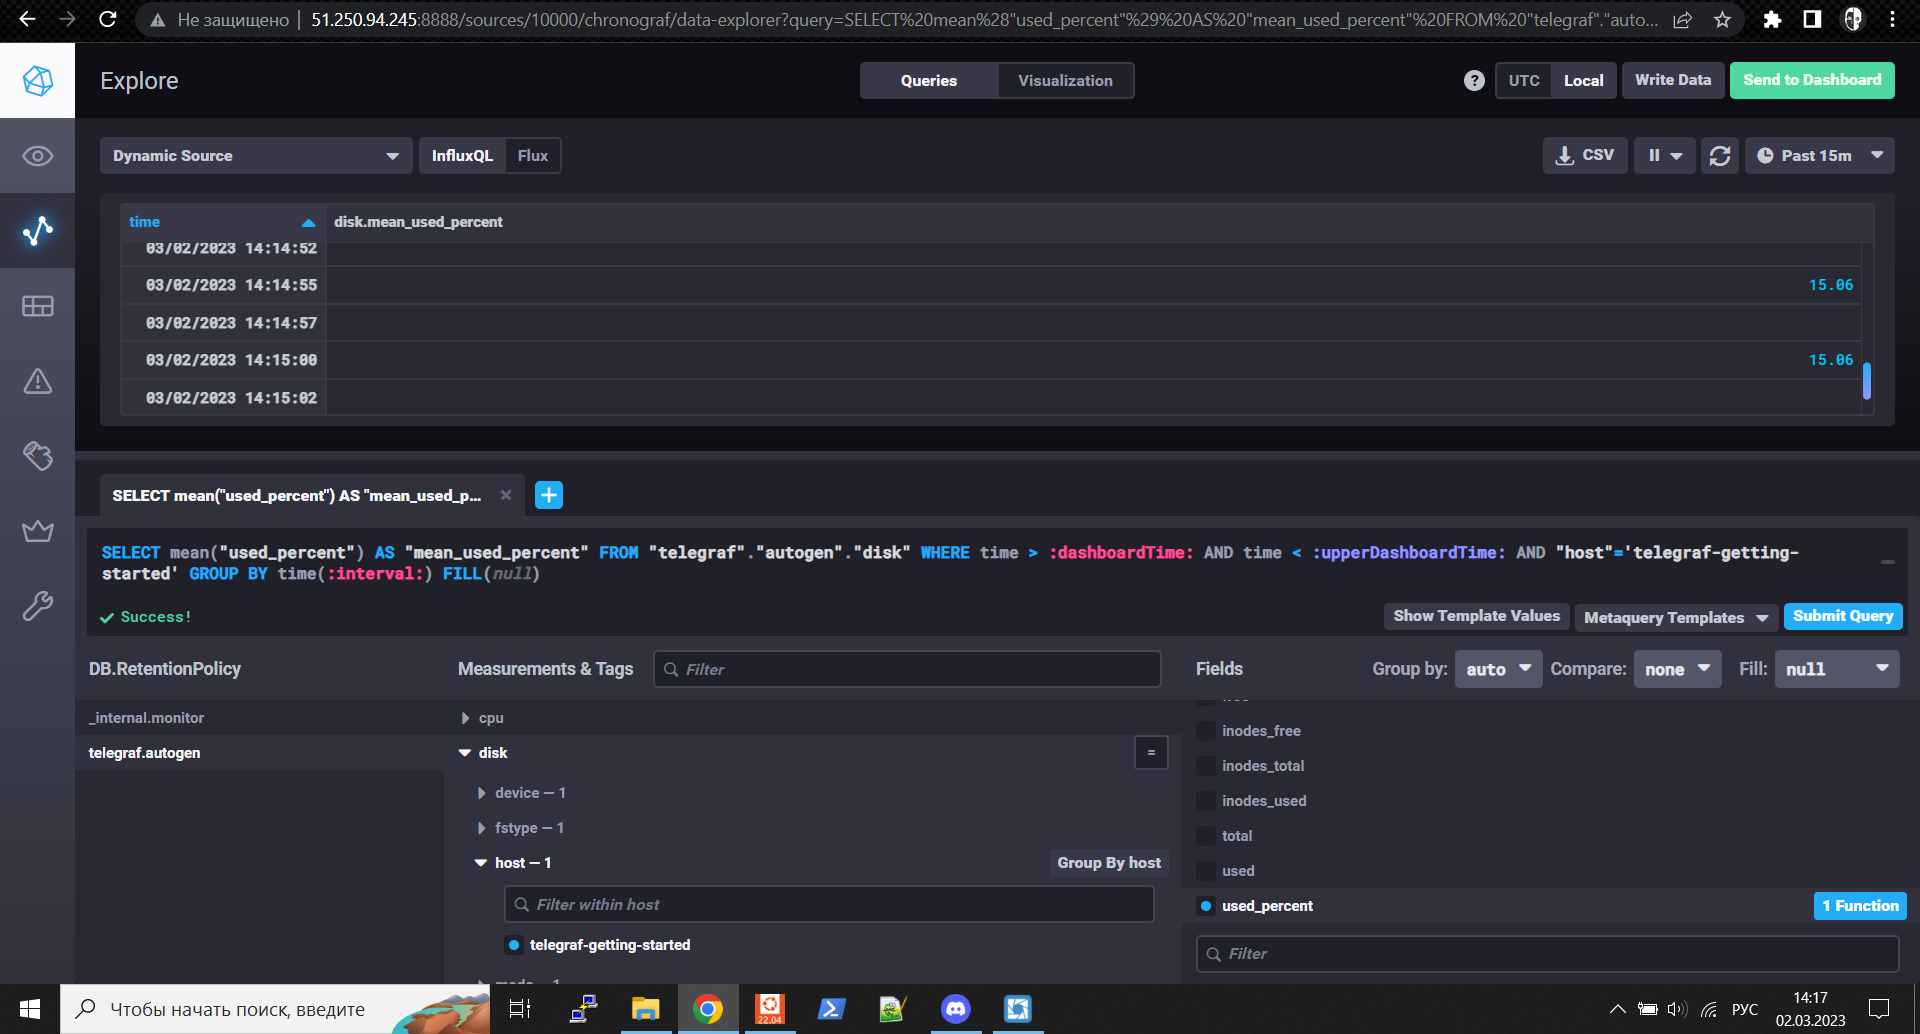 Не защищено
51.250.94.245:8888/sources/10000/chronograf/data-explorer?query=SELECT%20mean%28"used_percent"%29%20AS%20"mean_used_percent"%20FROM%20"telegraf"."auto...
Explore
Queries
Visualization
?
UTC
Local
Write Data
Send to Dashboard
Dynamic Source
InfluxQL
Flux
CSV
Past 15m
time
disk.mean_used_percent
03/02/2023 14:14:52
03/02/2023 14:14:55
15.06
03/02/2023 14:14:57
03/02/2023 14:15:00
15.06
03/02/2023 14:15:02
SELECT mean("used_percent") AS "mean_used_p...
SELECT mean("used_percent") AS "mean_used_percent" FROM "telegraf"."autogen"."disk" WHERE time > :dashboardTime: AND time < :upperDashboardTime: AND "host"='telegraf-getting-
started' GROUP BY time(:interval:) FILL(null)
Success!
Show Template Values
Metaquery Templates
Submit Query
DB.RetentionPolicy
Measurements & Tags
Filter
Fields
Group by:
auto
Compare:
none
Fill:
null
_internal.monitor
telegraf.autogen
cpu
disk
=
device — 1
fstype — 1
host — 1
Group By host
Filter within host
telegraf-getting-started
inodes_free
inodes_total
inodes_used
total
used
used_percent
1 Function
Filter
Чтобы начать поиск, введите
22.04
РУС
14:17
02.03.2023